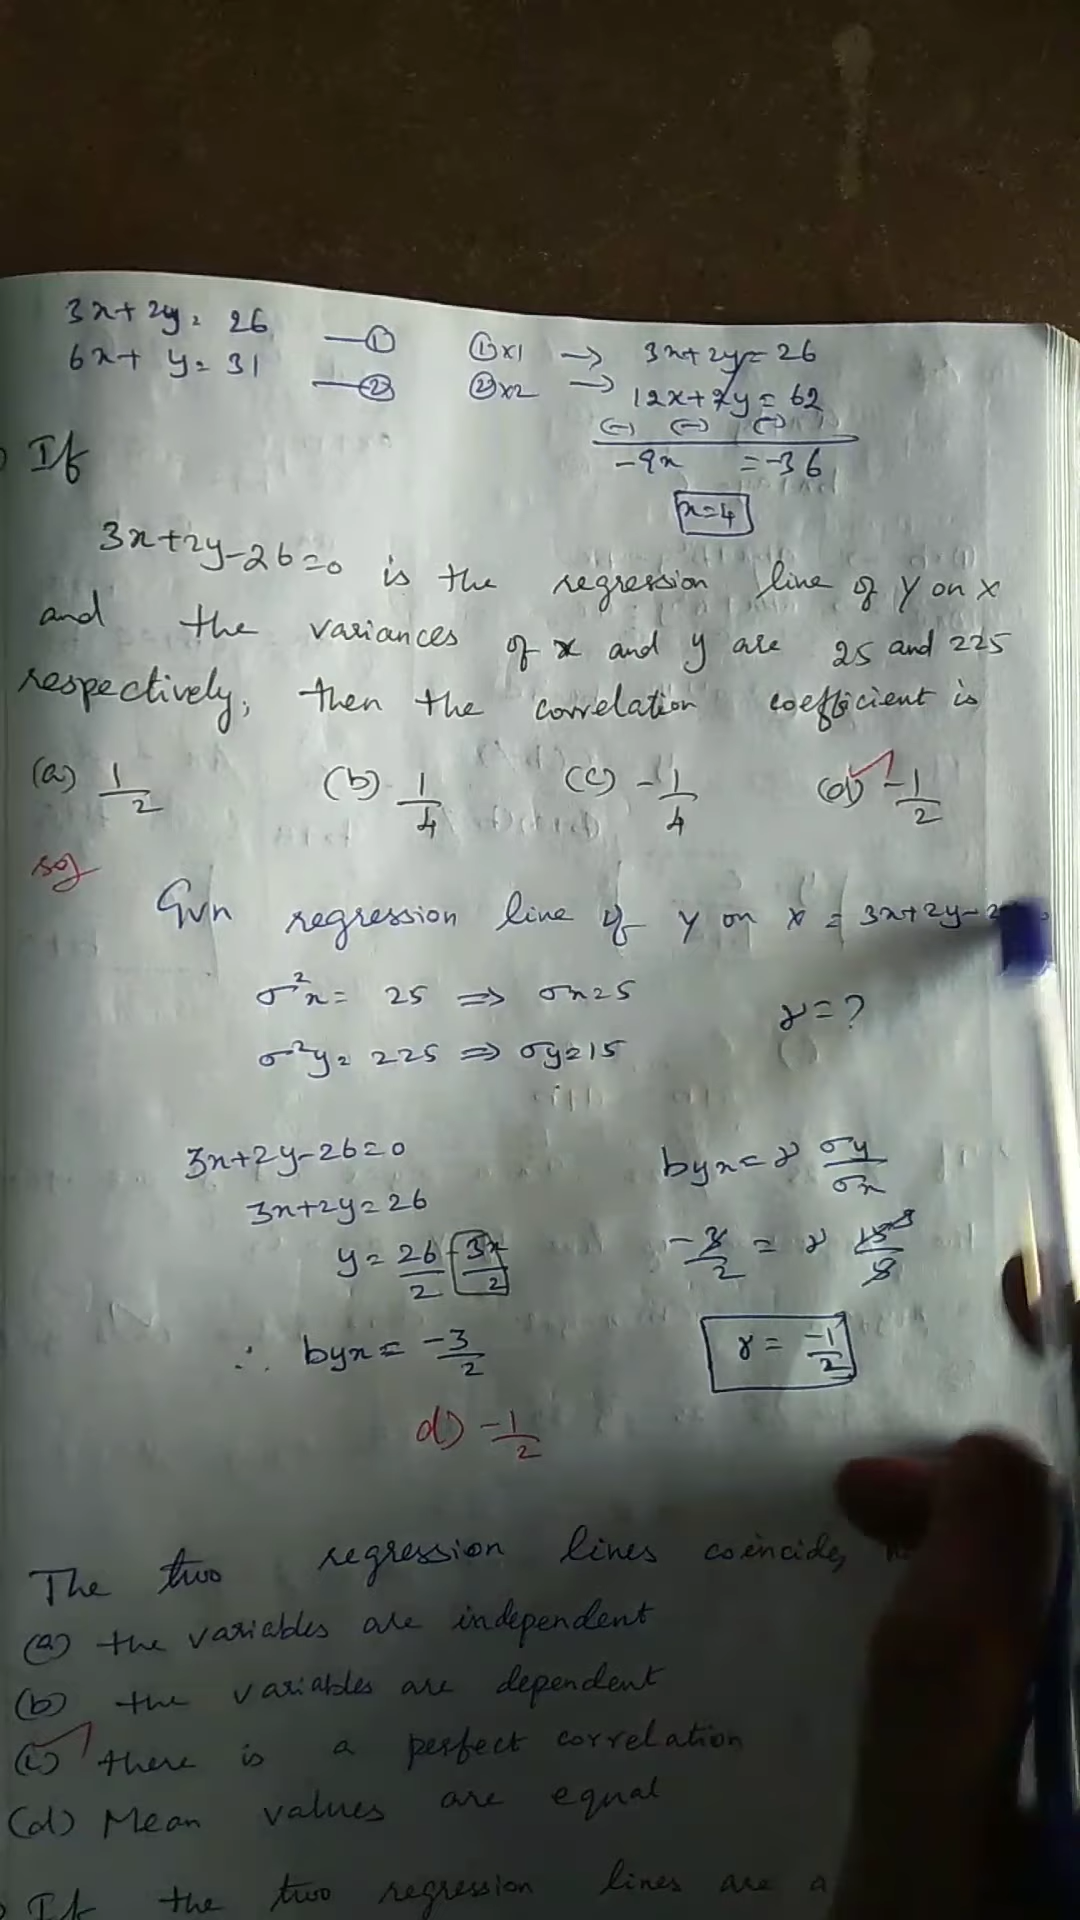 3x+2y=26 —①
6x+y=31 —②
①x1 → 3x+2y=26
②x2 → 12x+2y=62
(-) (-) (-)
-9x =-36
x=4
If
3x+2y-26=0 is the regression line of Y on X
and the variances of x and y are 25 and 225
respectively, then the correlation coefficient is
(a) 1/2 (b) 1/4 (c) -1/4 (d) -1/2
sol
Gvn regression line of Y on X = 3x+2y-2
σ²x= 25 ⇒ σx=5
γ=?
σ²y= 225 ⇒ σy=15
3x+2y-26=0
3x+2y=26
y= 26/2 -3x/2
∴ byx= -3/2
byx=γ σy/σx
-3/2 = γ 15/5 3
γ= -1/2
d) -1/2
The two regression lines coincide,
(a) the variables are independent
(b) the variables are dependent
(c) there is a perfect correlation
(d) Mean values are equal
If the two regression lines are a